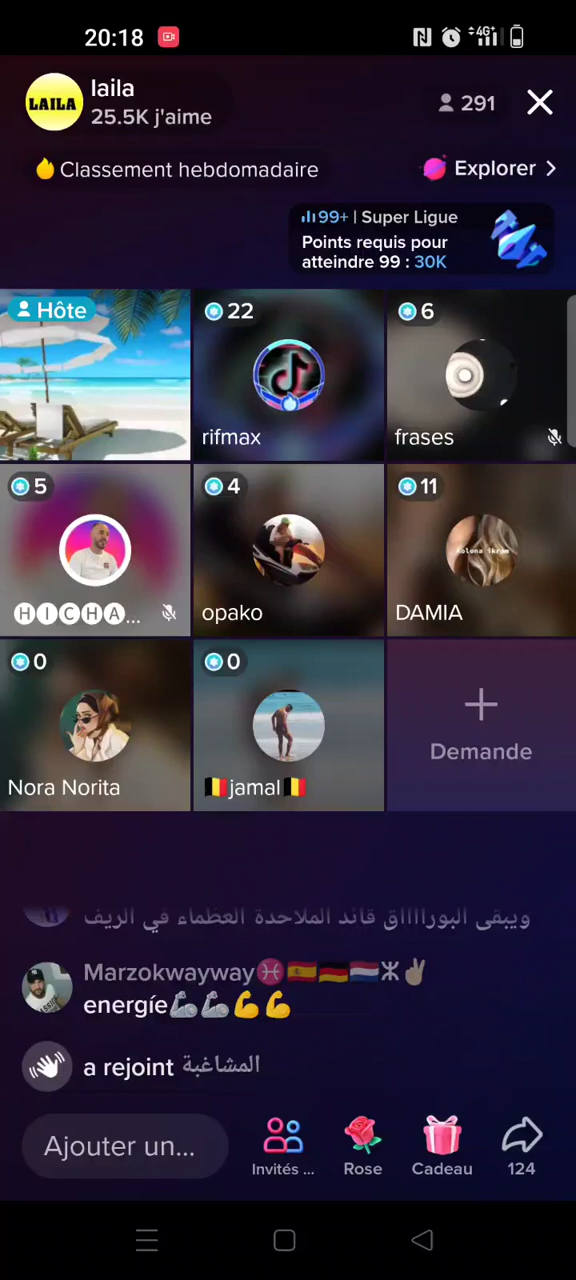 20:18
4G+
LAILA
laila
25.5K j'aime
291
Classement hebdomadaire
Explorer
99+ | Super Ligue
Points requis pour
atteindre 99 : 30K
Hôte
22
rifmax
6
frases
5
🅗🅘🅒🅗🅐...
4
opako
11
DAMIA
0
Nora Norita
0
🇧🇪jamal🇧🇪
Demande
ويبقى البوراااااق قائد الملاحدة العظماء في الريف
Marzokwayway♓🇪🇸🇩🇪🇳🇱ⵣ✌🏼
energíe🦾🦾💪💪
a rejoint المشاغبة
Ajouter un...
Invités ...
Rose
Cadeau
124